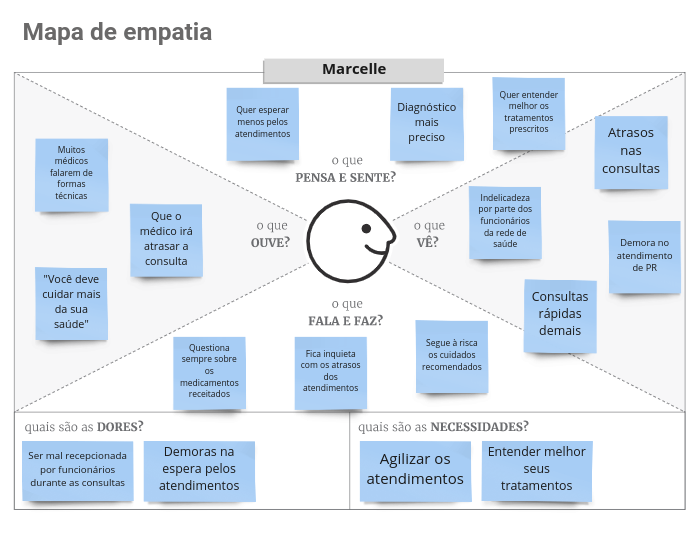 Mapa de empatia
Marcelle
Quer esperar
menos pelos
atendimentos
Diagnóstico
mais
preciso
Quer entender
melhor os
tratamentos
prescritos
o que
PENSA E SENTE?
Muitos
médicos
falarem de
formas
técnicas
Que o
médico irá
atrasar a
consulta
"Você deve
cuidar mais
da sua
saúde"
o que
OUVE?
o que
VÊ?
Atrasos
nas
consultas
Indelicadeza
por parte dos
funcionários
da rede de
saúde
Demora no
atendimento
de PR
Consultas
rápidas
demais
o que
FALA E FAZ?
Questiona
sempre sobre
os
medicamentos
receitados
Fica inquieta
com os atrasos
dos
atendimentos
Segue à risca
os cuidados
recomendados
quais são as DORES?
Ser mal recepcionada
por funcionários
durante as consultas
Demoras na
espera pelos
atendimentos
quais são as NECESSIDADES?
Agilizar os
atendimentos
Entender melhor
seus
tratamentos